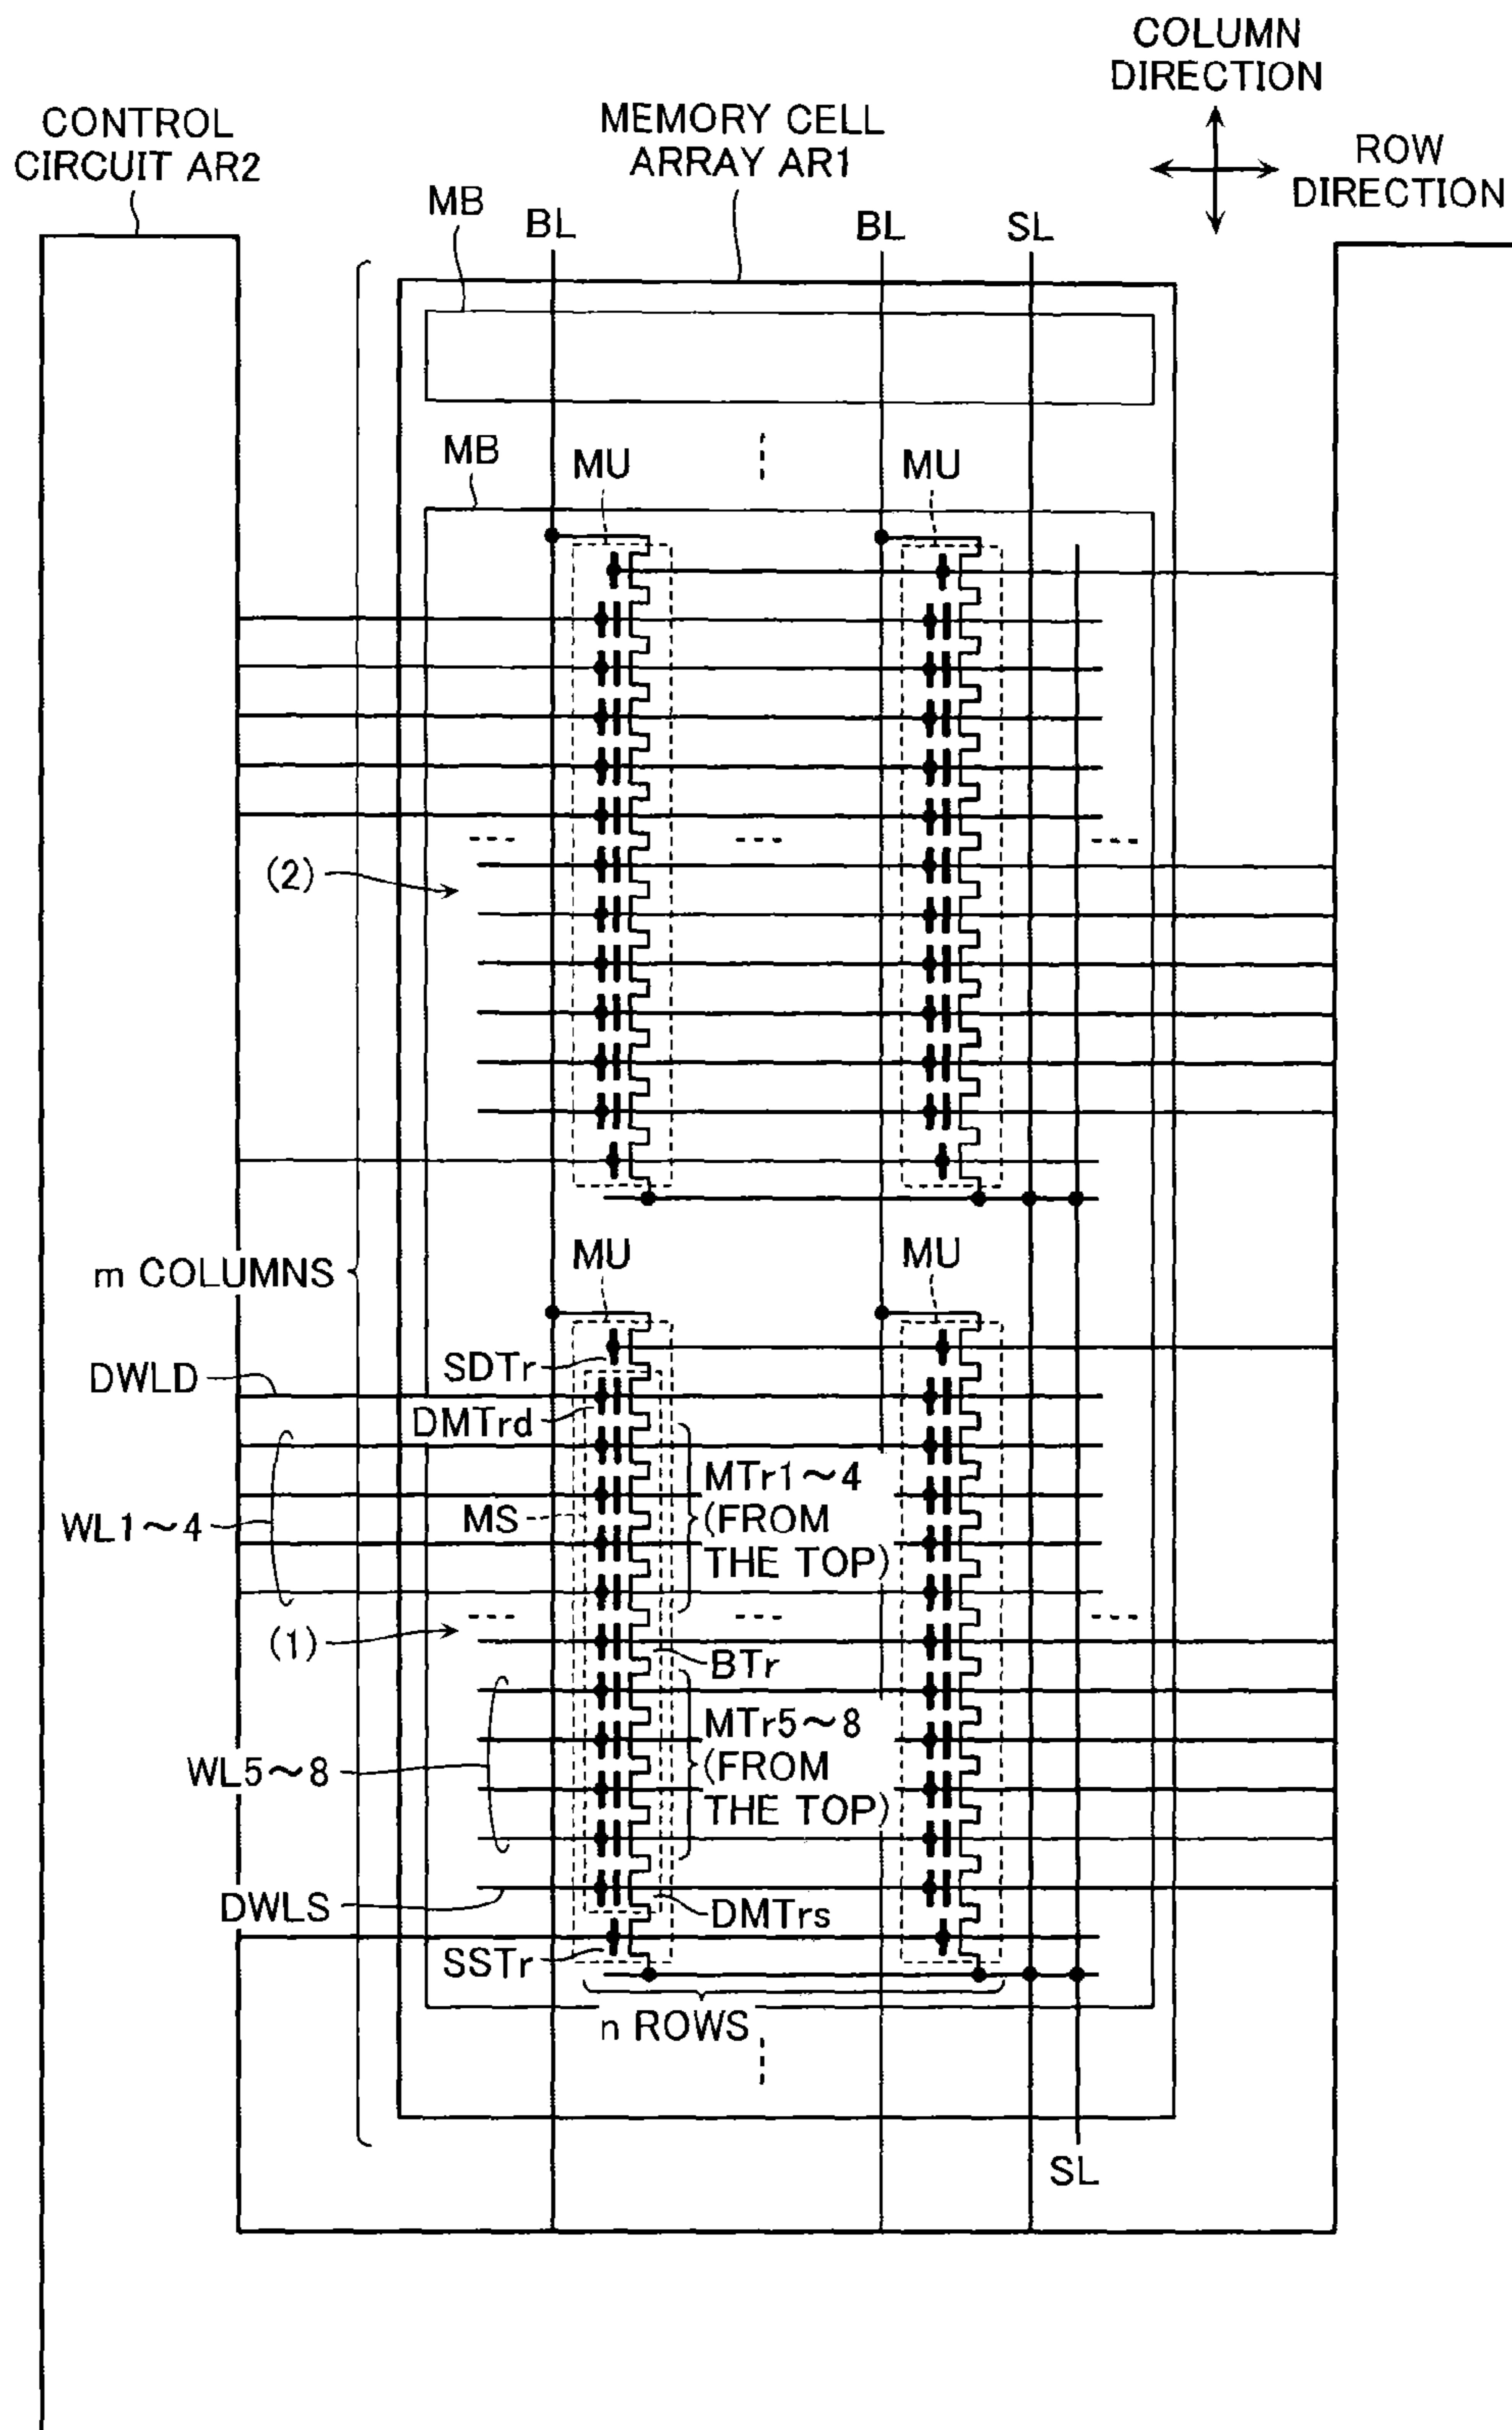 COLUMN
DIRECTION
ROW
DIRECTION
CONTROL
CIRCUIT AR2
MEMORY CELL
ARRAY AR1
MB
BL
BL
SL
MB
MU
MU
(2)
m COLUMNS
MU
MU
SDTr
DWLD
DMTrd
MTr1~4
(FROM
THE TOP)
MS
WL1~4
(1)
BTr
MTr5~8
(FROM
THE TOP)
WL5~8
DWLS
DMTrs
SSTr
n ROWS
SL